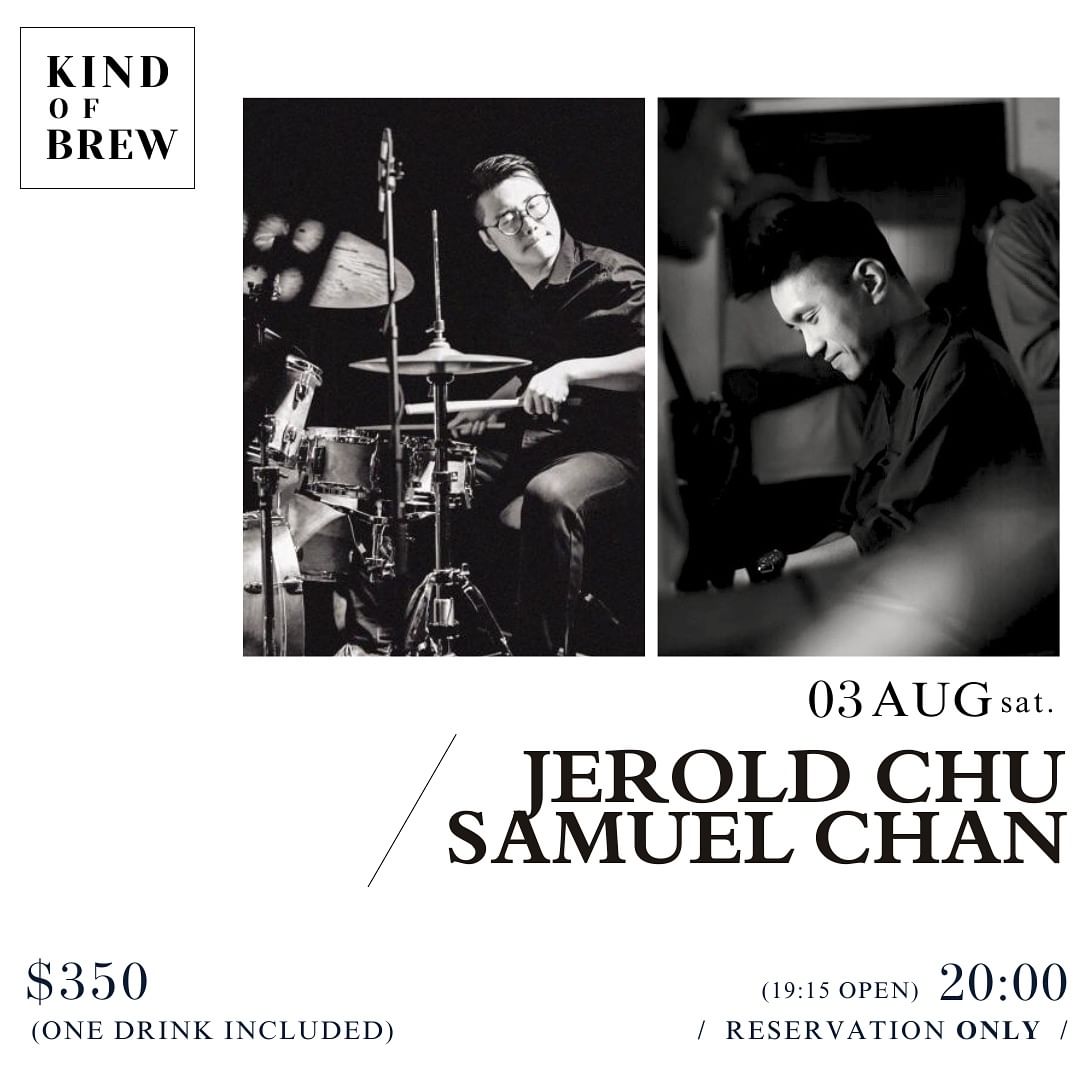 KIND
OF
BREW
03 AUG sat.
JEROLD CHU
SAMUEL CHAN
$350
(ONE DRINK INCLUDED)
(19:15 OPEN) 20:00
/ RESERVATION ONLY /